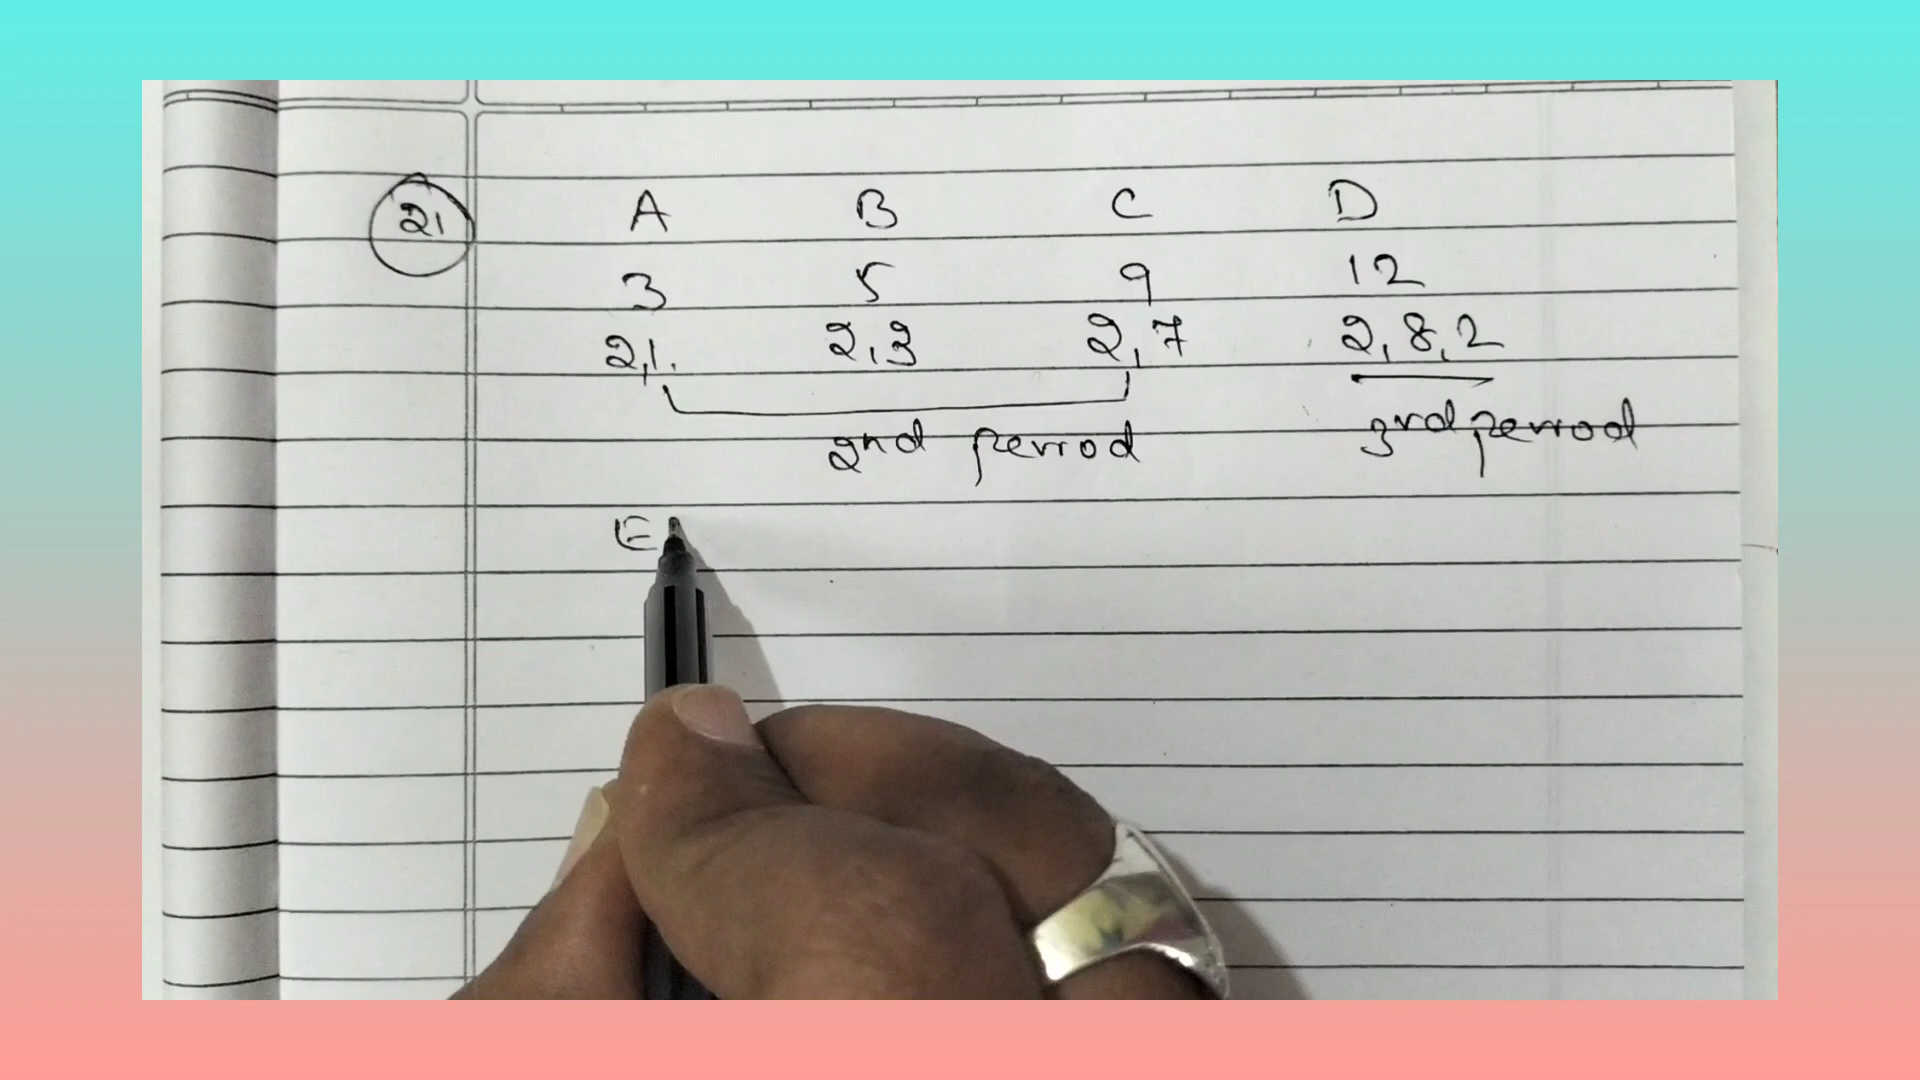 21 A B C D
3 5 9 12
2,1. 2,3 2,7 2,8,2
2nd period 3rd period
E